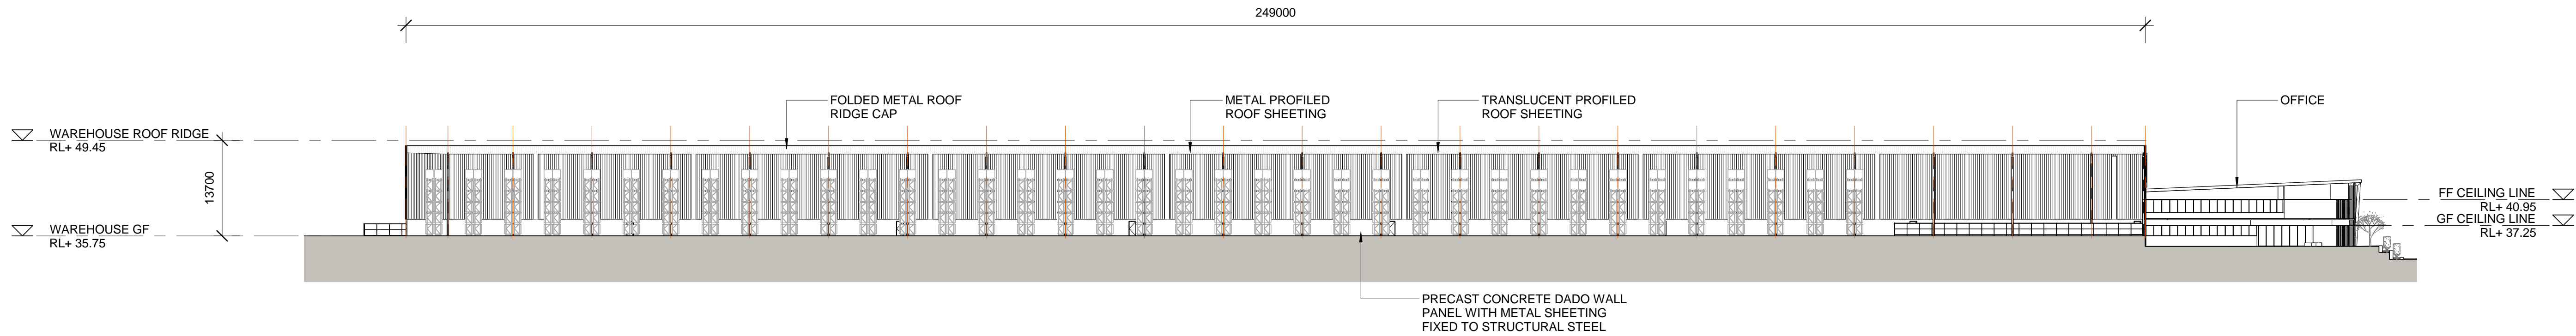 249000
FOLDED METAL ROOF
RIDGE CAP
METAL PROFILED
ROOF SHEETING
TRANSLUCENT PROFILED
ROOF SHEETING
OFFICE
WAREHOUSE ROOF RIDGE
RL+ 49.45
13700
WAREHOUSE GF
RL+ 35.75
FF CEILING LINE
RL+ 40.95
GF CEILING LINE
RL+ 37.25
PRECAST CONCRETE DADO WALL
PANEL WITH METAL SHEETING
FIXED TO STRUCTURAL STEEL